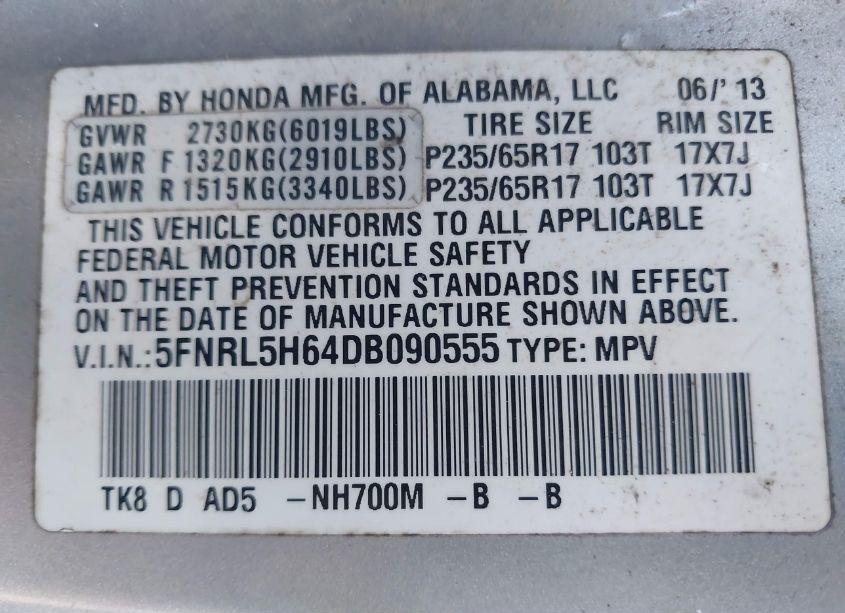 MFD. BY HONDA MFG. OF ALABAMA, LLC 06/'13
GVWR 2730KG(6019LBS) TIRE SIZE RIM SIZE
GAWR F 1320KG(2910LBS) P235/65R17 103T 17X7J
GAWR R 1515KG(3340LBS) P235/65R17 103T 17X7J
THIS VEHICLE CONFORMS TO ALL APPLICABLE
FEDERAL MOTOR VEHICLE SAFETY
AND THEFT PREVENTION STANDARDS IN EFFECT
ON THE DATE OF MANUFACTURE SHOWN ABOVE.
V.I.N.: 5FNRL5H64DB090555 TYPE: MPV
TK8 D AD5 -NH700M -B -B